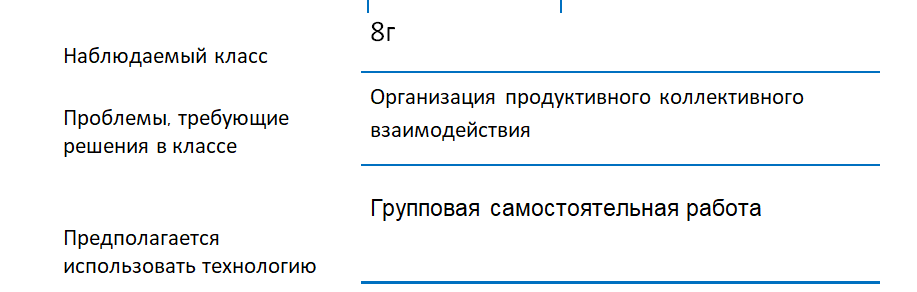 8г
Наблюдаемый класс
Организация продуктивного коллективного
взаимодействия
Проблемы, требующие
решения в классе
Групповая самостоятельная работа
Предполагается
использовать технологию